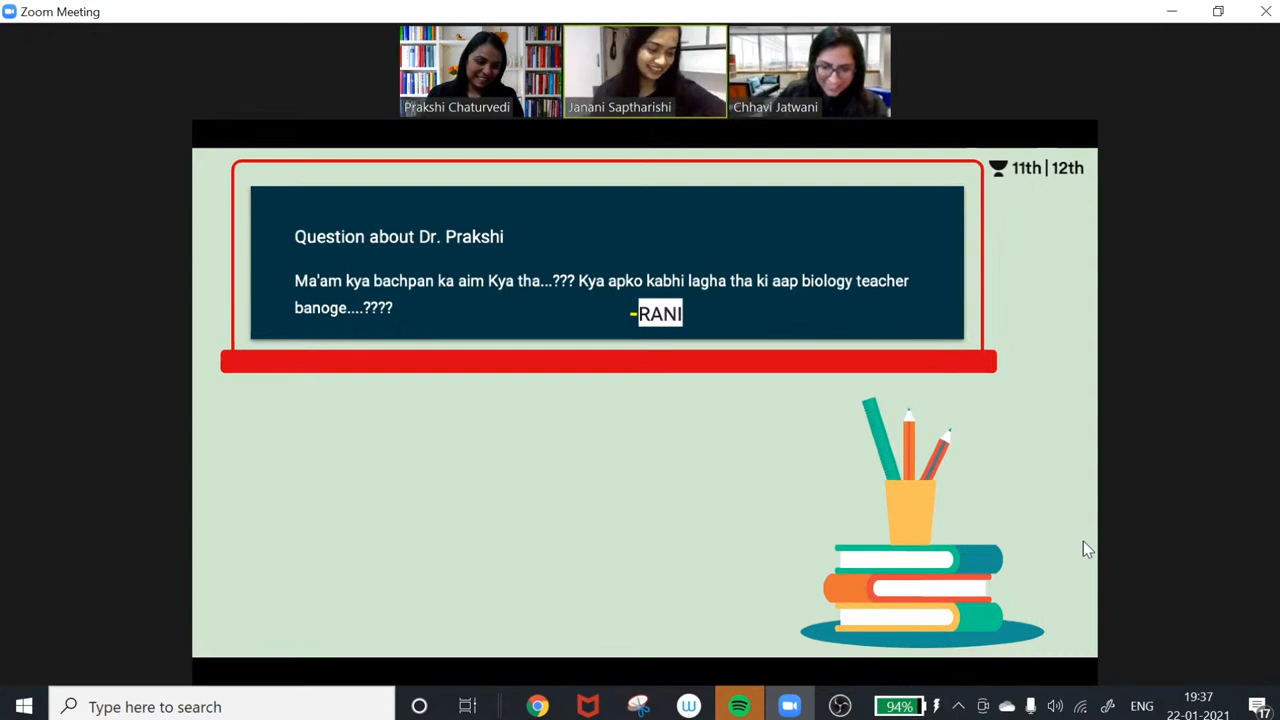 Zoom Meeting
Prakshi Chaturvedi
Janani Saptharishi
Chhavi Jatwani
11th | 12th
Question about Dr. Prakshi
Ma'am kya bachpan ka aim Kya tha...??? Kya apko kabhi lagha tha ki aap biology teacher
banoge....????
-RANI
Type here to search
94%
ENG
19:37
22-01-2021
17